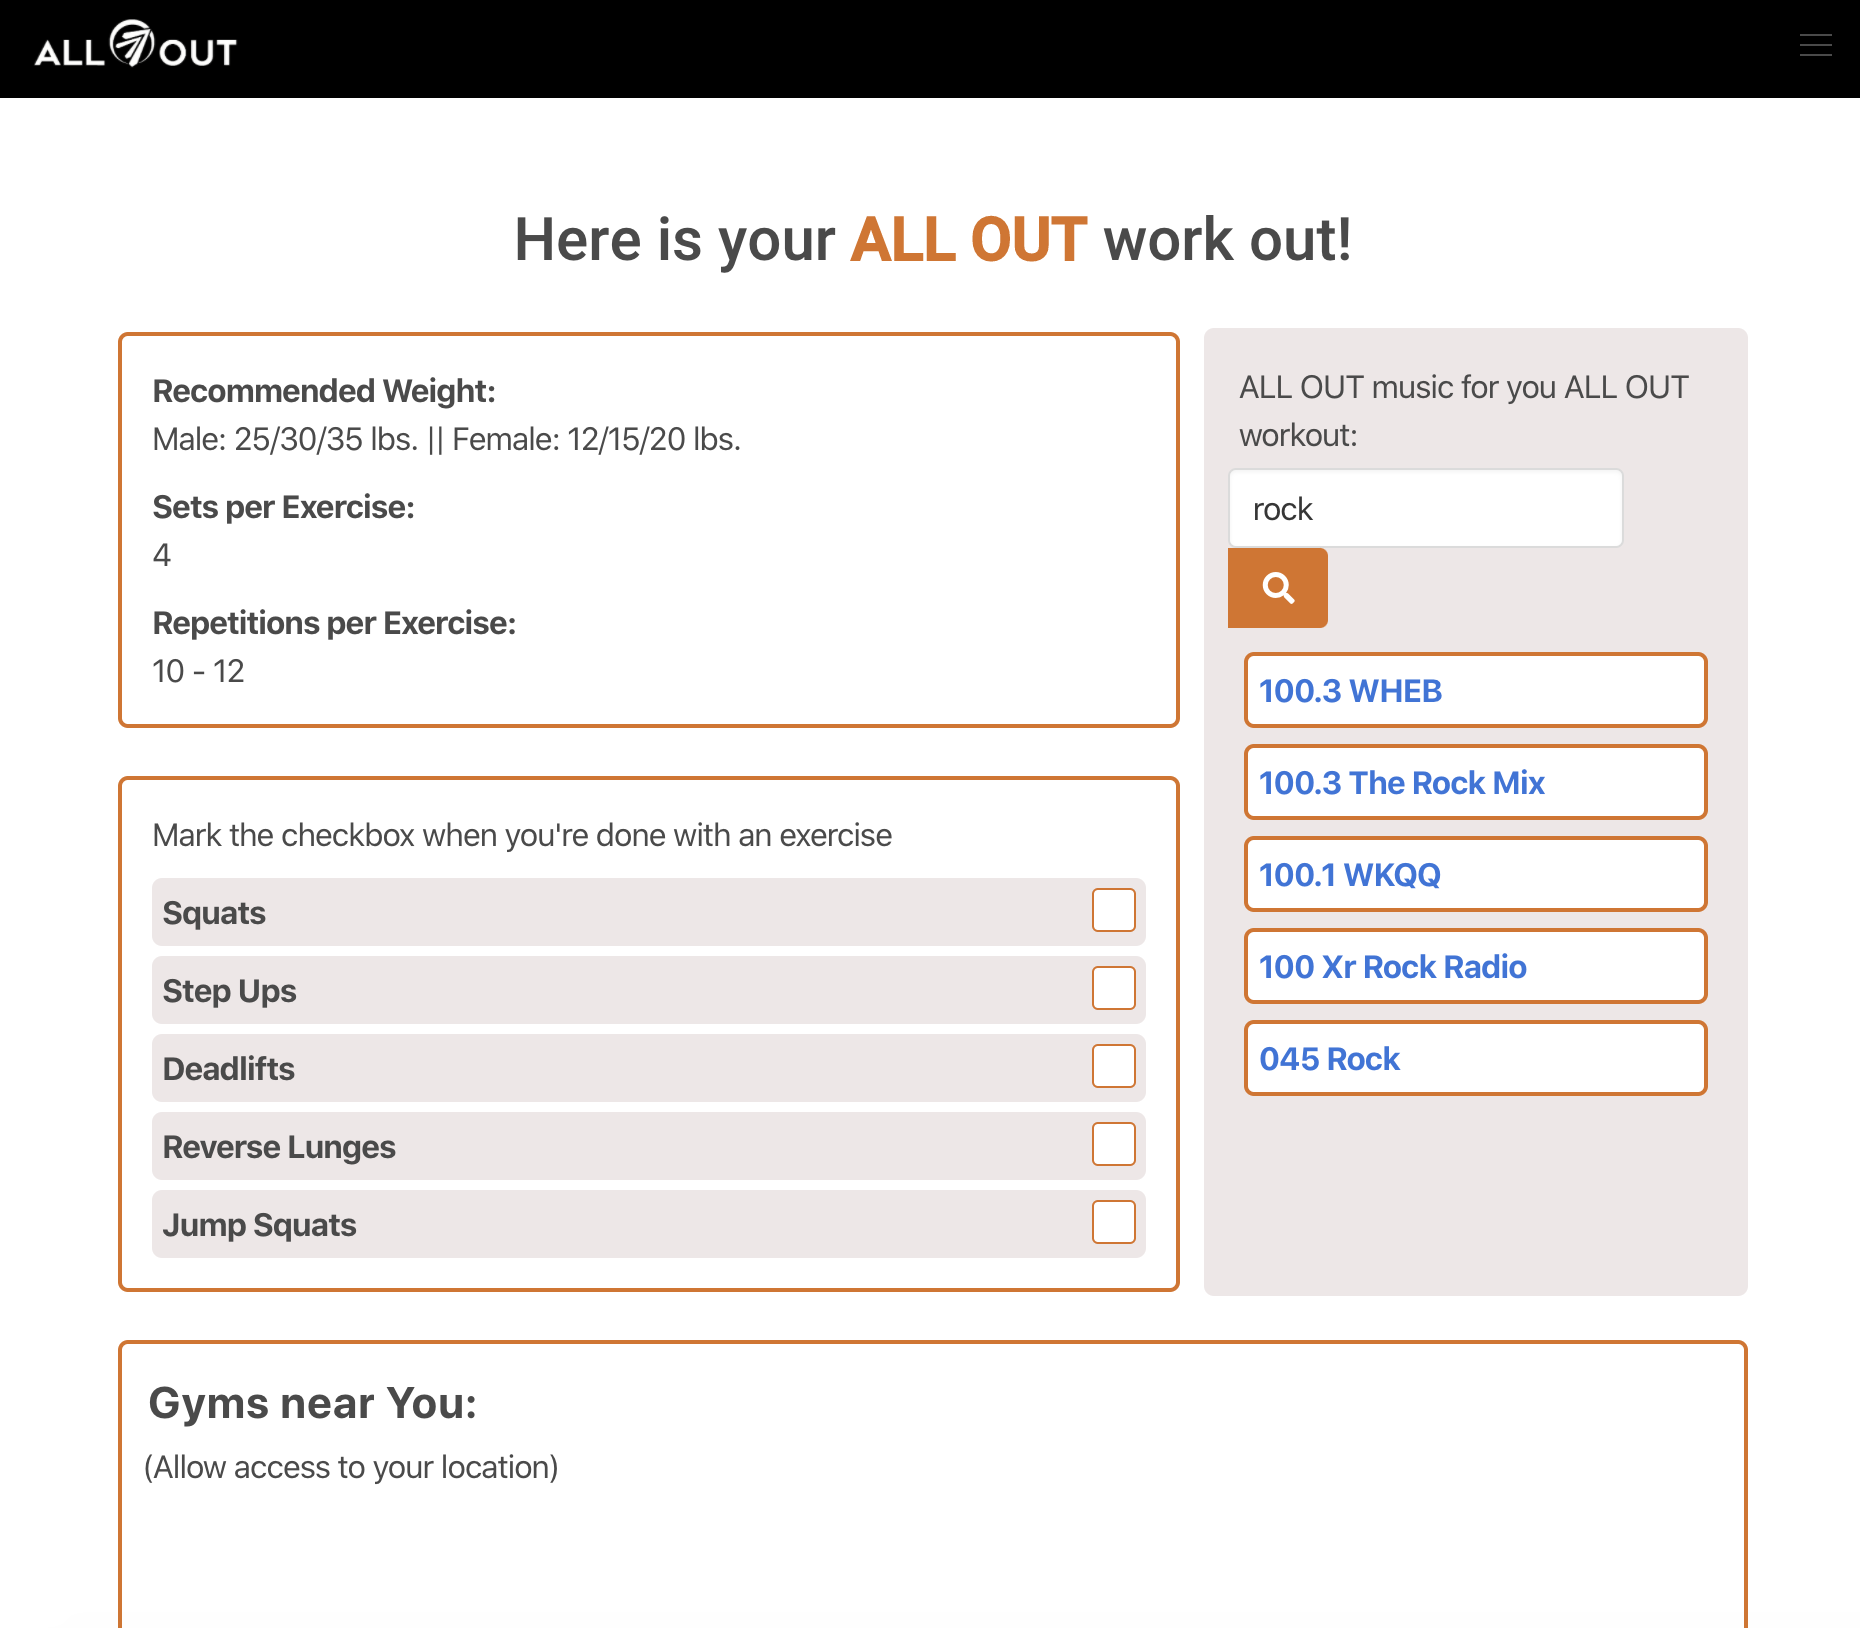 ALL OUT
Here is your ALL OUT work out!
Recommended Weight:
Male: 25/30/35 lbs. || Female: 12/15/20 lbs.
Sets per Exercise:
4
Repetitions per Exercise:
10 - 12
Mark the checkbox when you're done with an exercise
Squats
Step Ups
Deadlifts
Reverse Lunges
Jump Squats
ALL OUT music for you ALL OUT
workout:
rock
100.3 WHEB
100.3 The Rock Mix
100.1 WKQQ
100 Xr Rock Radio
045 Rock
Gyms near You:
(Allow access to your location)